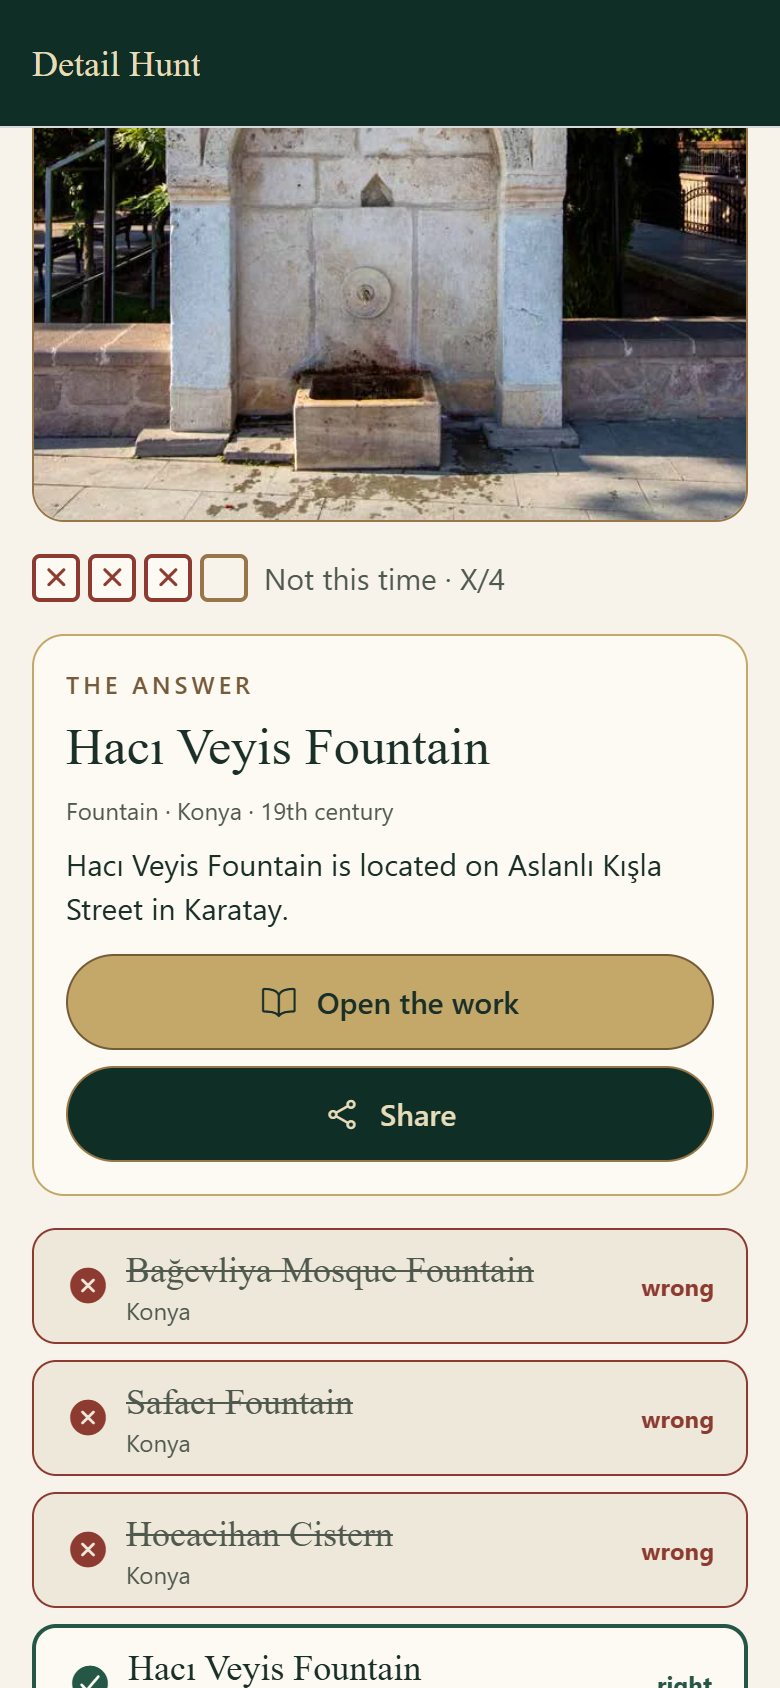 Detail Hunt
Not this time · X/4
THE ANSWER
Hacı Veyis Fountain
Fountain · Konya · 19th century
Hacı Veyis Fountain is located on Aslanlı Kışla
Street in Karatay.
Open the work
Share
Bağevliya Mosque Fountain
Konya
wrong
Safacı Fountain
Konya
wrong
Hocacihan Cistern
Konya
wrong
Hacı Veyis Fountain
right